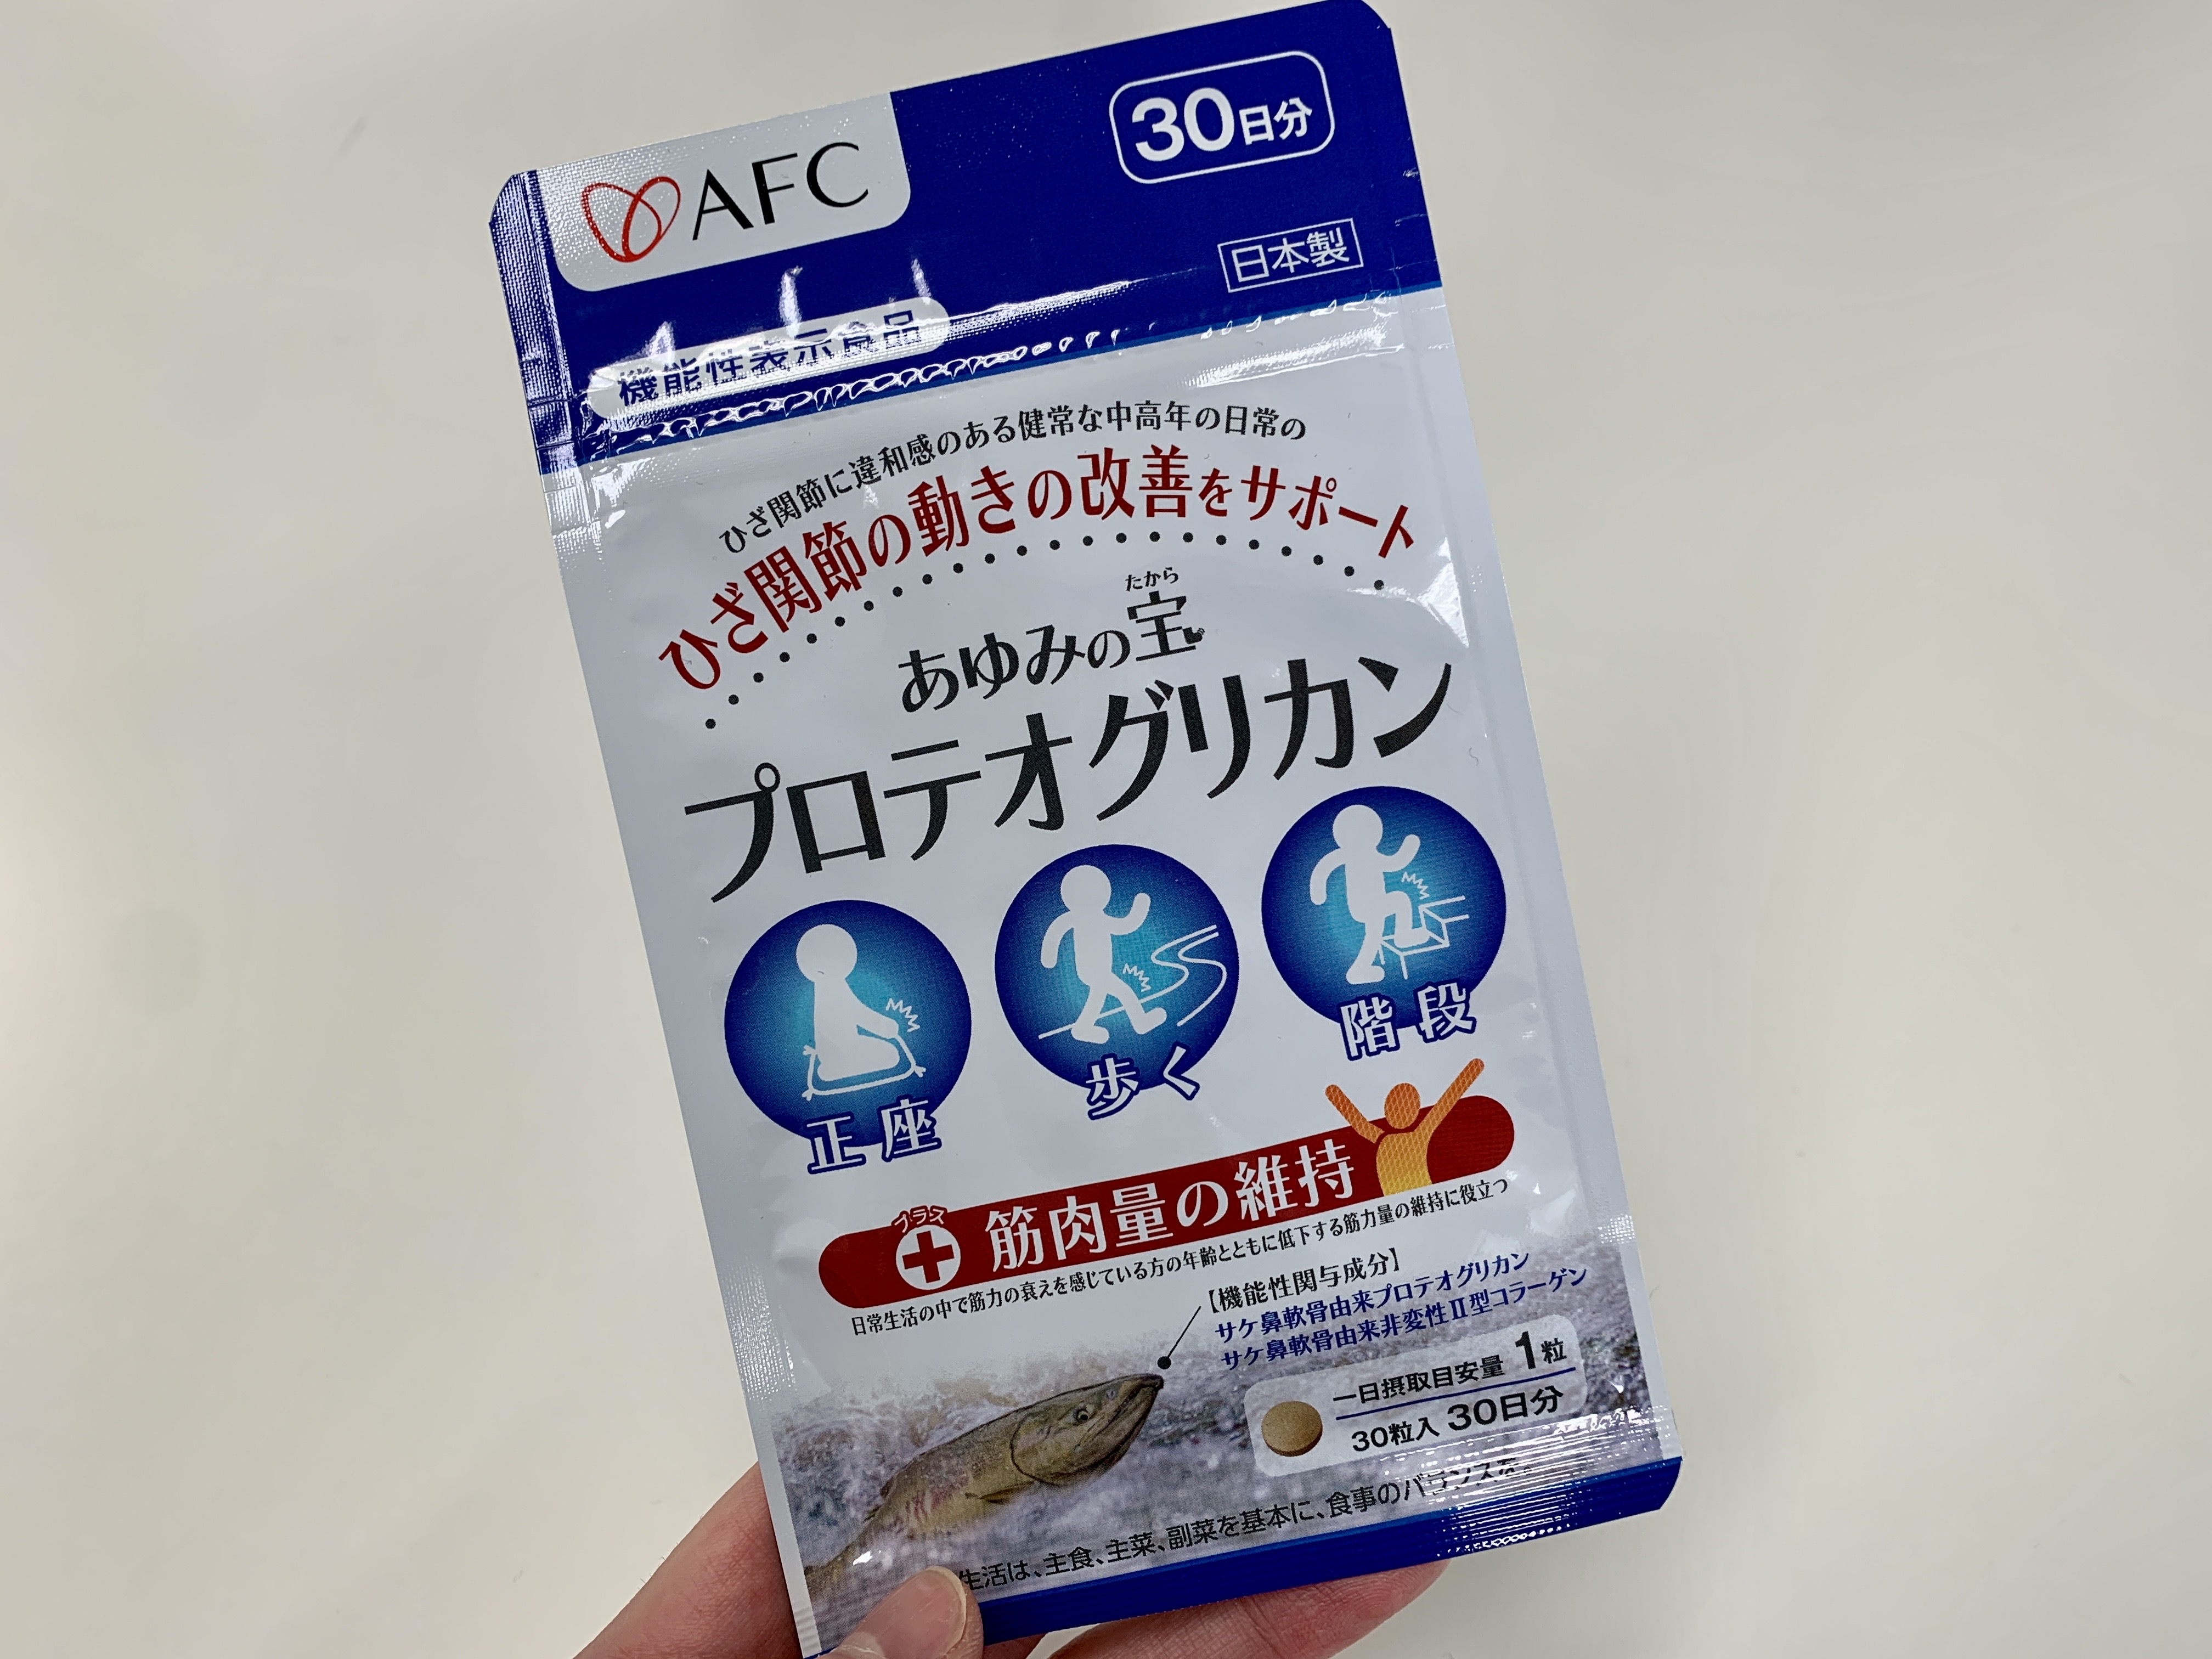 AFC
30日分
日本製
機能性表示食品
ひざ関節に違和感のある健常な中高年の日常の
ひざ関節の動きの改善をサポート
たから
あゆみの宝
プロテオグリカン
正座
歩く
階段
プラス
筋肉量の維持
日常生活の中で筋力の衰えを感じている方の年齢とともに低下する筋力量の維持に役立つ
【機能性関与成分】
サケ鼻軟骨由来プロテオグリカン
サケ鼻軟骨由来非変性Ⅱ型コラーゲン
一日摂取目安量 1粒
30粒入 30日分
生活は、主食、主菜、副菜を基本に、食事のバランスを。